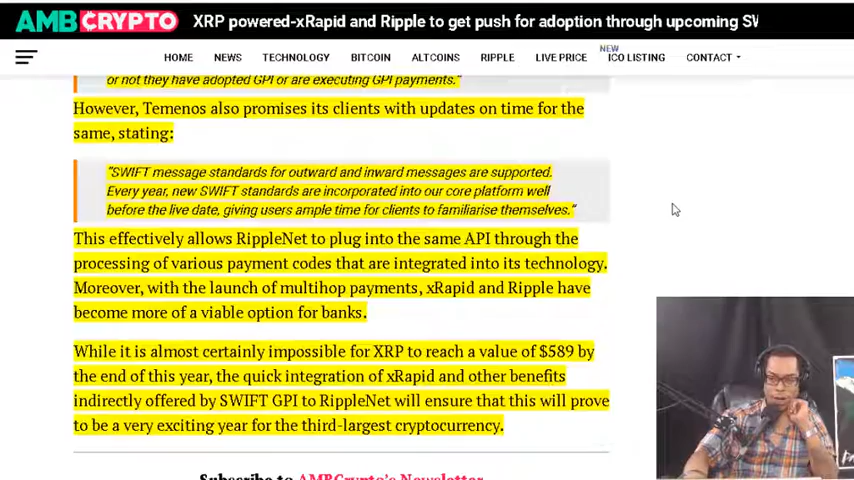 AMBCRYPTO XRP powered-xRapid and Ripple to get push for adoption through upcoming SV
NEW
HOME NEWS TECHNOLOGY BITCOIN ALTCOINS RIPPLE LIVE PRICE ICO LISTING CONTACT
or not they have adopted GPI or are executing GPI payments."
However, Temenos also promises its clients with updates on time for the
same, stating:
"SWIFT message standards for outward and inward messages are supported.
Every year, new SWIFT standards are incorporated into our core platform well
before the live date, giving users ample time for clients to familiarise themselves."
This effectively allows RippleNet to plug into the same API through the
processing of various payment codes that are integrated into its technology.
Moreover, with the launch of multihop payments, xRapid and Ripple have
become more of a viable option for banks.
While it is almost certainly impossible for XRP to reach a value of $589 by
the end of this year, the quick integration of xRapid and other benefits
indirectly offered by SWIFT GPI to RippleNet will ensure that this will prove
to be a very exciting year for the third-largest cryptocurrency.
Subscribe to AMBCrypto's Newsletter